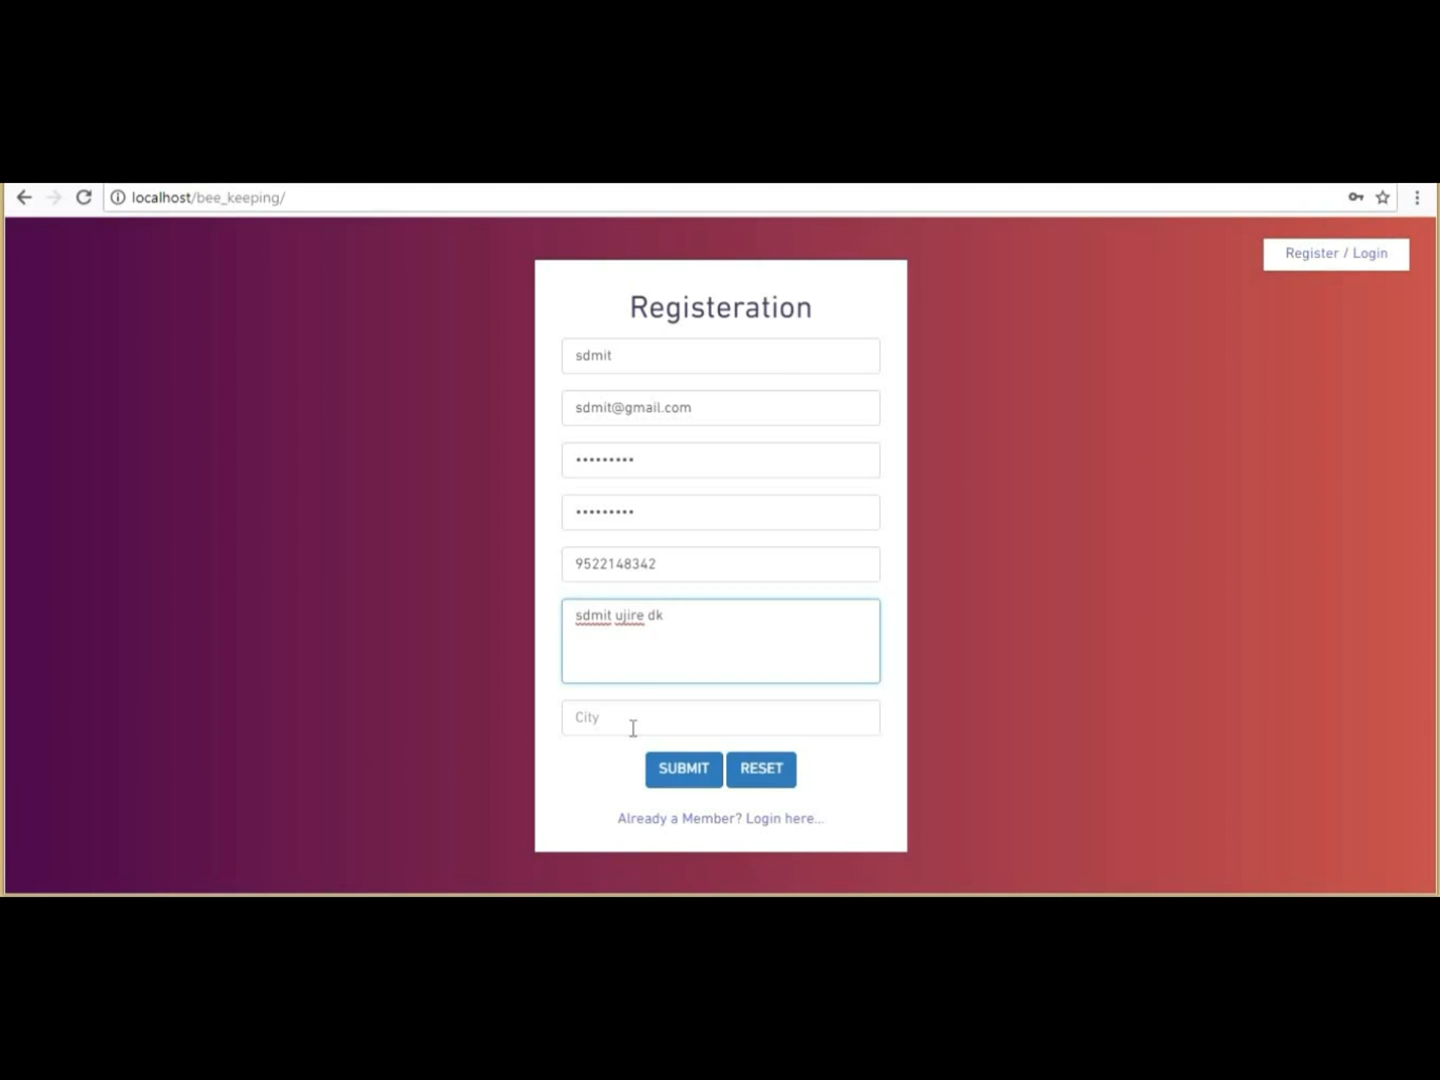 localhost/bee_keeping/
Register / Login
Registeration
sdmit
sdmit@gmail.com
•••••••••
•••••••••
9522148342
sdmit ujire dk
City
SUBMIT RESET
Already a Member? Login here...